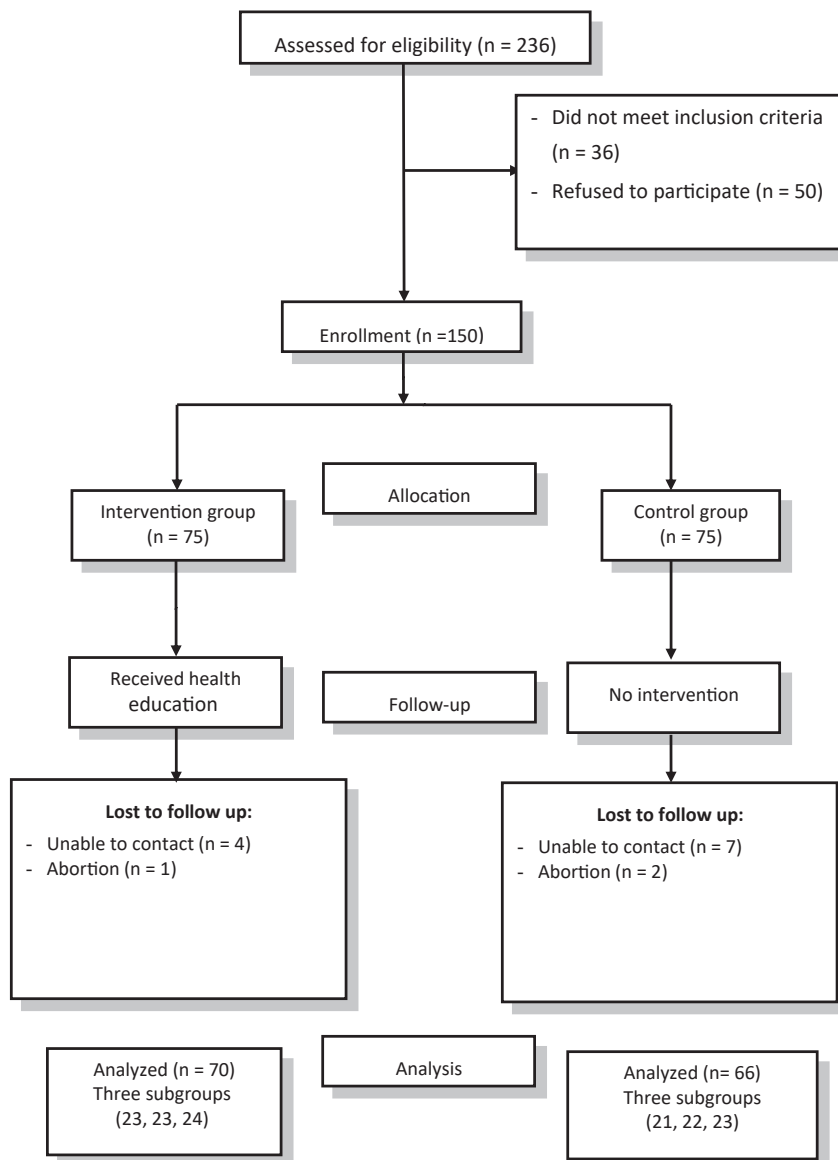 Assessed for eligibility (n = 236)
- Did not meet inclusion criteria
(n = 36)
- Refused to participate (n = 50)
Enrollment (n =150)
Allocation
Intervention group
(n = 75)
Control group
(n = 75)
Received health
education
Follow-up
No intervention
Lost to follow up:
- Unable to contact (n = 4)
- Abortion (n = 1)
Lost to follow up:
- Unable to contact (n = 7)
- Abortion (n = 2)
Analyzed (n = 70)
Three subgroups
(23, 23, 24)
Analysis
Analyzed (n= 66)
Three subgroups
(21, 22, 23)